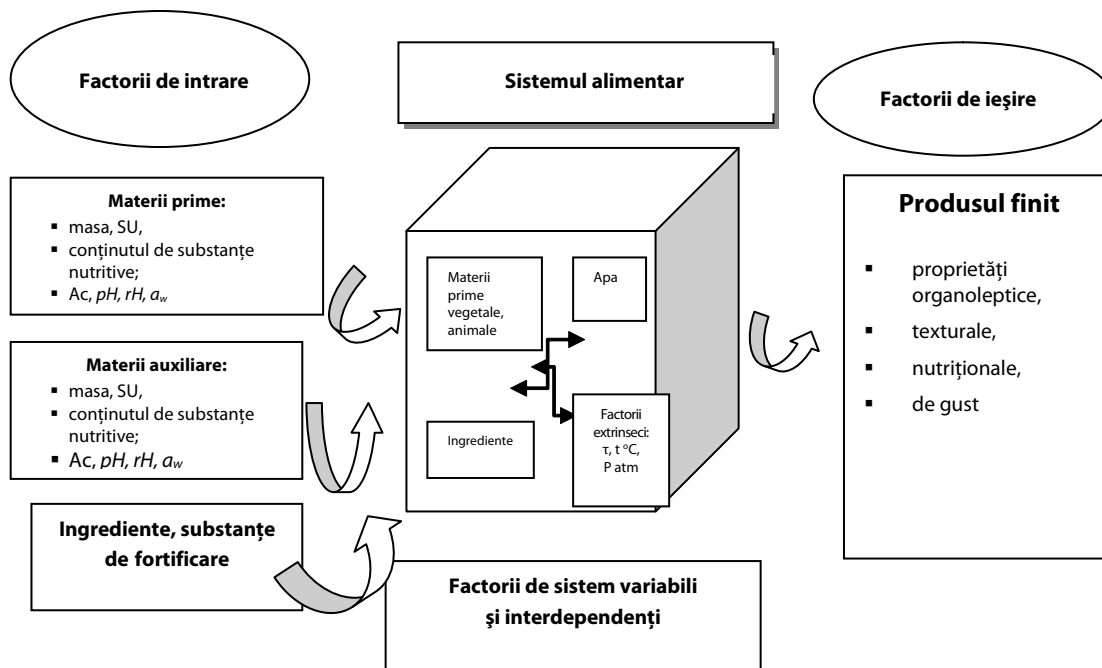 Factorii de intrare
Sistemul alimentar
Factorii de ieşire
Materii prime:
▪ masa, SU,
▪ conținutul de substanțe
nutritive;
▪ Ac, pH, rH, aw
Materii auxiliare:
▪ masa, SU,
▪ conținutul de substanțe
nutritive;
▪ Ac, pH, rH, aw
Ingrediente, substanțe
de fortificare
Materii
prime
vegetale,
animale
Apa
Ingrediente
Factorii
extrinseci:
τ, t °C,
P atm
Factorii de sistem variabili
şi interdependenți
Produsul finit
▪ proprietăți
organoleptice,
▪ texturale,
▪ nutriționale,
▪ de gust